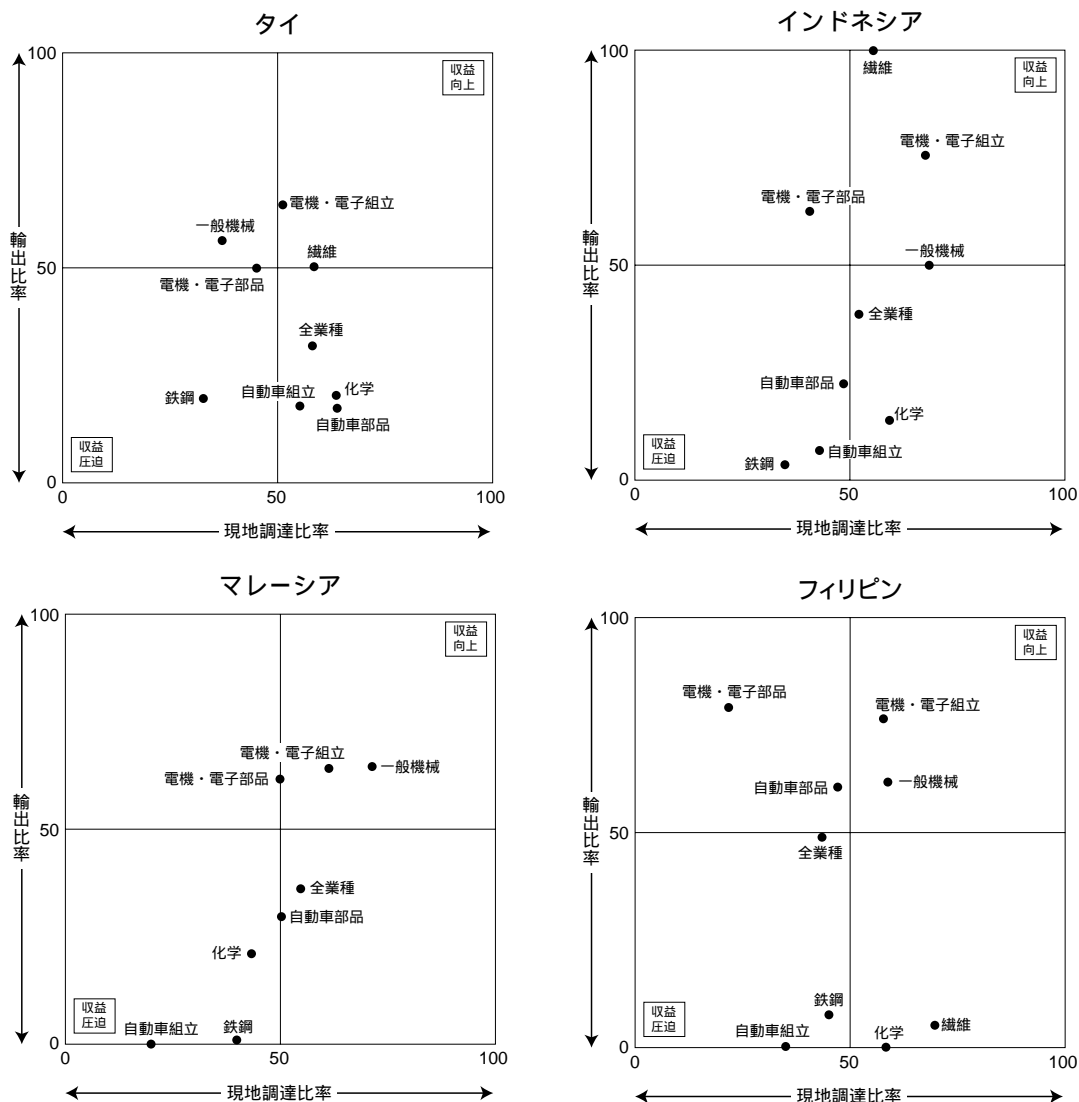 タイ
100
収益
向上
電機・電子組立
一般機械
繊維
輸出比率
50
電機・電子部品
全業種
鉄鋼
自動車組立
化学
自動車部品
収益
圧迫
0
0
50
100
現地調達比率
インドネシア
100
繊維
収益
向上
電機・電子組立
電機・電子部品
一般機械
輸出比率
50
全業種
自動車部品
化学
収益
圧迫
自動車組立
鉄鋼
0
0
50
100
現地調達比率
マレーシア
100
収益
向上
電機・電子組立
一般機械
電機・電子部品
輸出比率
50
全業種
自動車部品
化学
収益
圧迫
自動車組立
鉄鋼
0
0
50
100
現地調達比率
フィリピン
100
収益
向上
電機・電子部品
電機・電子組立
自動車部品
一般機械
輸出比率
50
全業種
鉄鋼
収益
圧迫
自動車組立
化学
繊維
0
0
50
100
現地調達比率